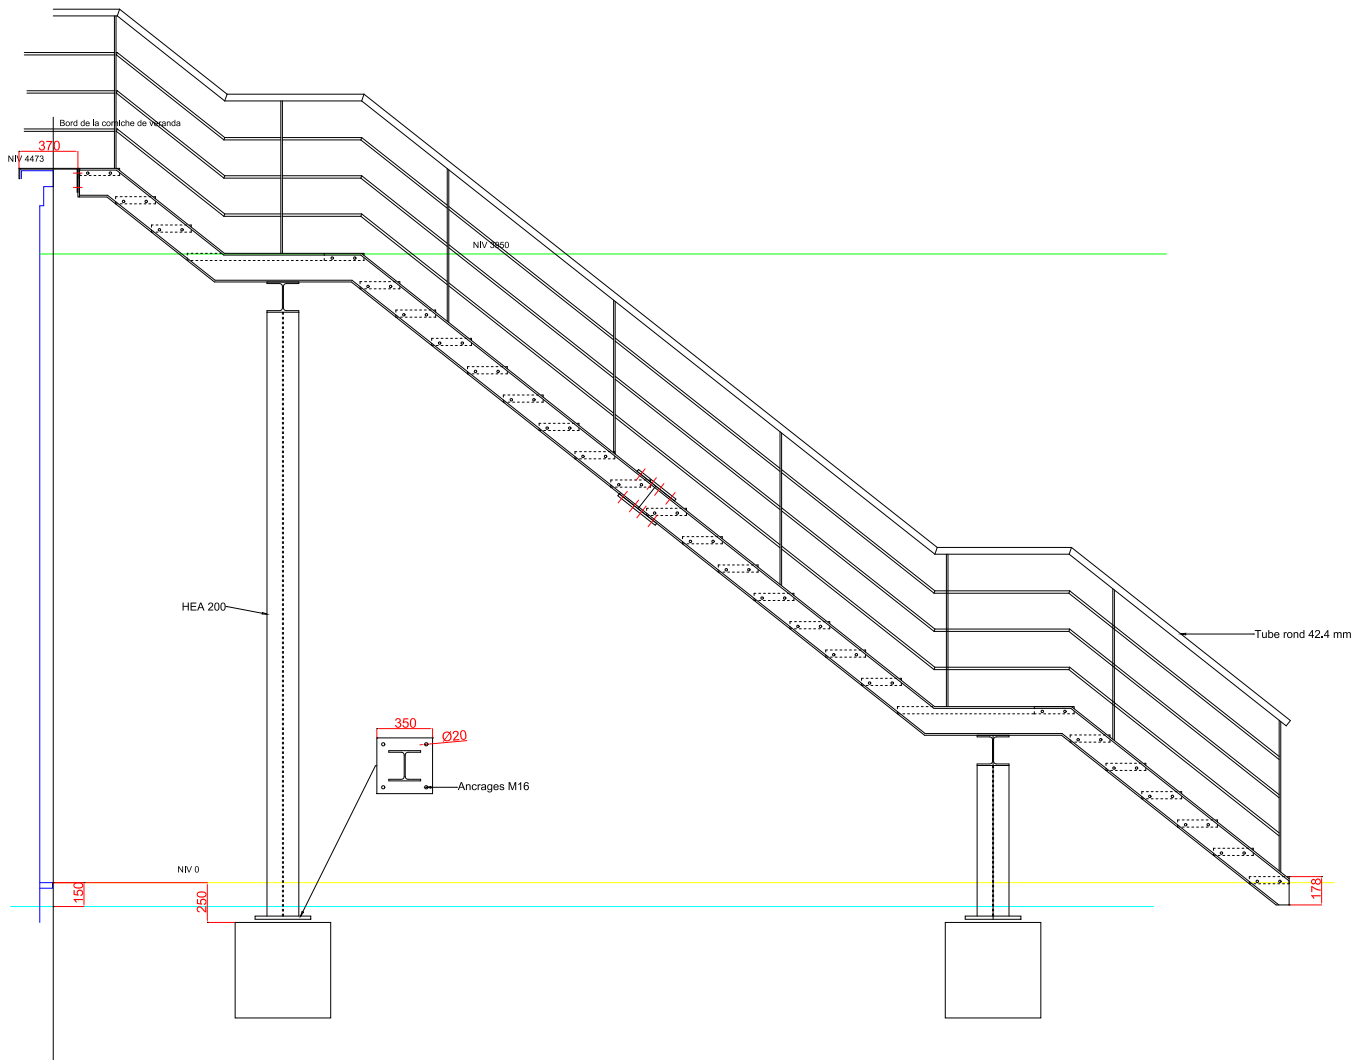 Bord de la corniche de veranda
370
NIV 4473
NIV 3950
HEA 200
Tube rond 42.4 mm
350
Ø20
Ancrages M16
NIV 0
150
250
178